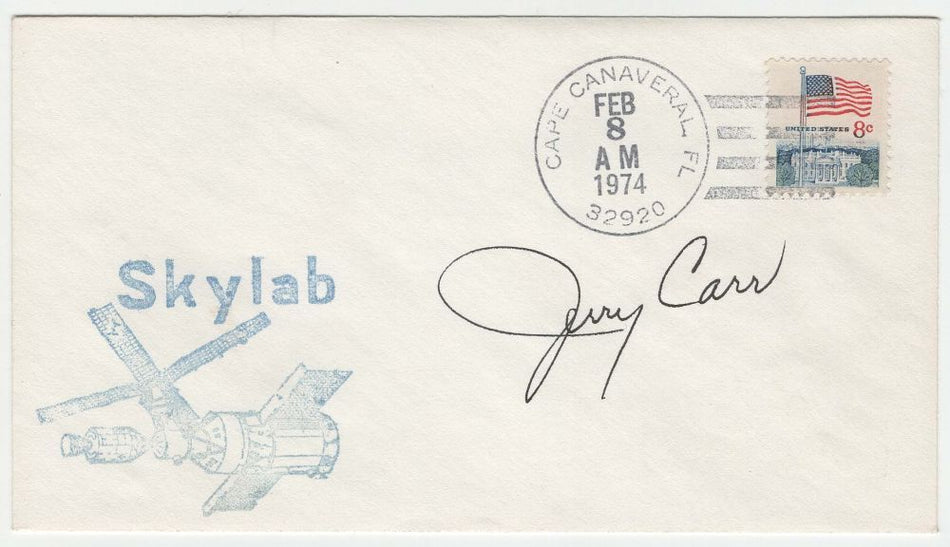 CAPE CANAVERAL, FL
FEB
8
AM
1974
32920
UNITED STATES 8c
Jerry Carr
Skylab